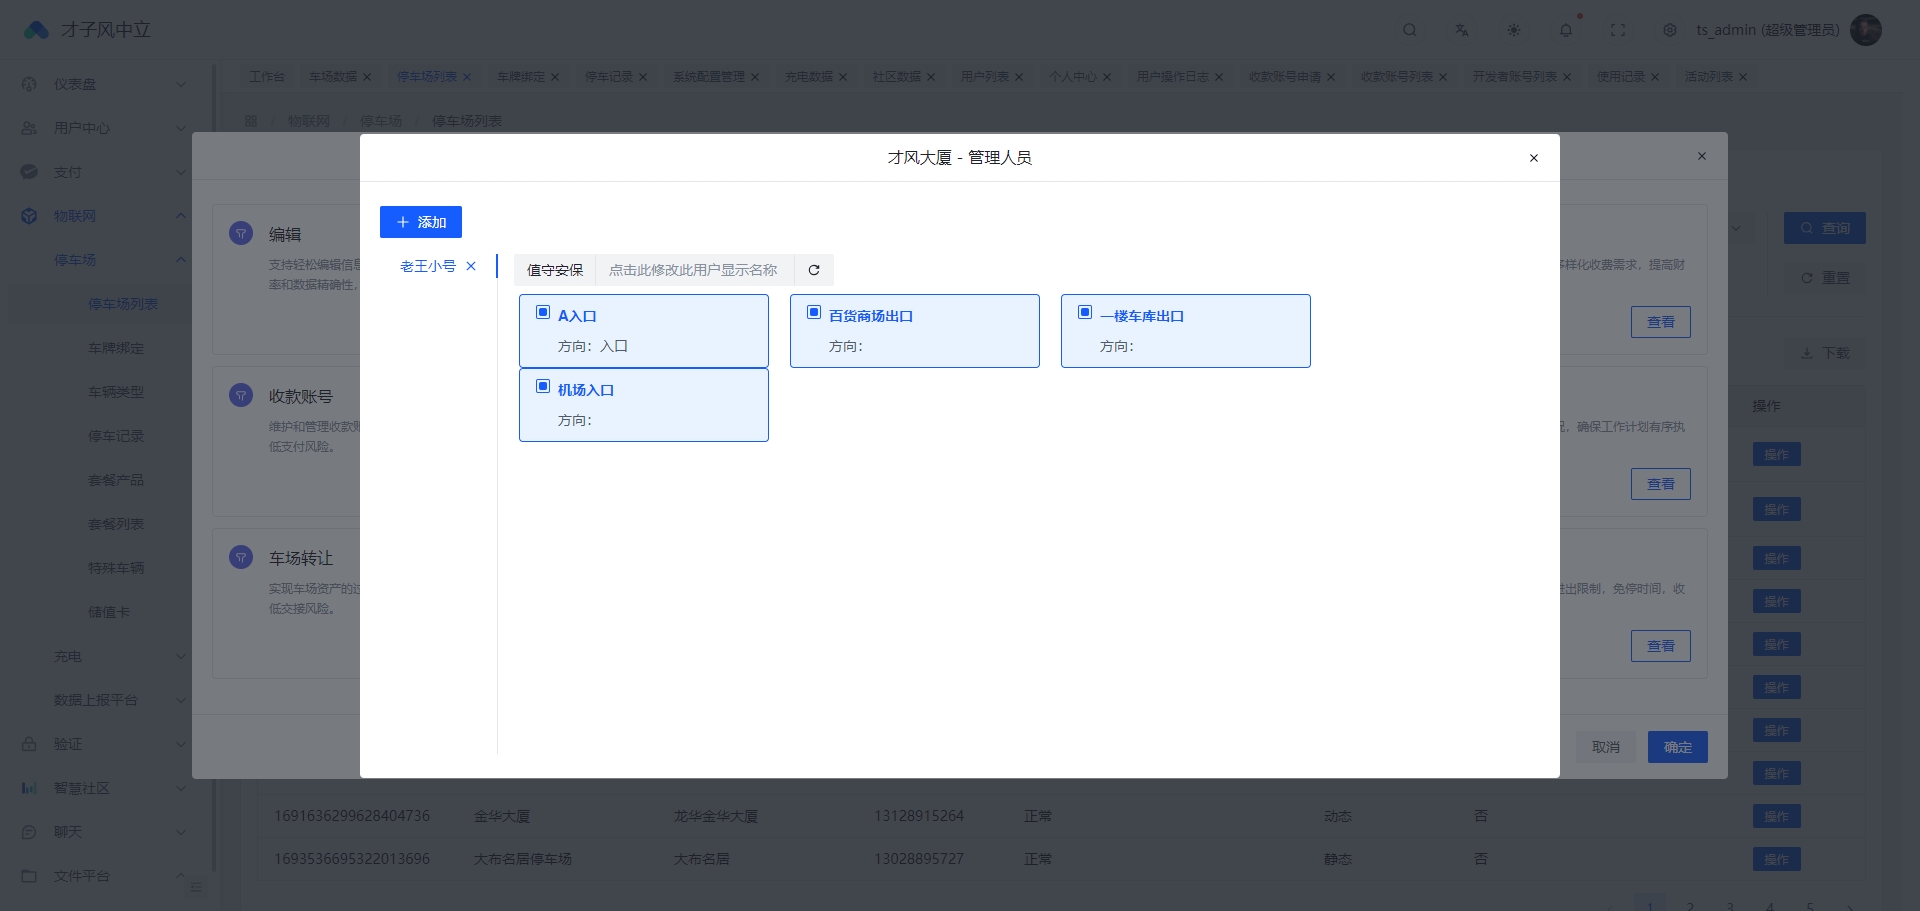 才子风中立
ts_admin (超级管理员)
工作台
车场数据
停车场列表
车牌绑定
停车记录
系统配置管理
充电数据
社区数据
用户列表
个人中心
用户操作日志
收款账号申请
收款账号列表
开发者账号列表
使用记录
活动列表
物联网 / 停车场 / 停车场列表
仪表盘
用户中心
支付
物联网
停车场
停车场列表
车牌绑定
车辆类型
停车记录
套餐产品
套餐列表
特殊车辆
储值卡
充电
数据上报平台
验证
智慧社区
聊天
文件平台
才风大厦 - 管理人员
添加
老王小号
值守安保
点击此修改此用户显示名称
A入口
方向：入口
百货商场出口
方向：
一楼车库出口
方向：
机场入口
方向：
编辑
支持轻松编辑信息
率和数据精确性，
收款账号
维护和管理收款账
低支付风险。
车场转让
实现车场资产的过
低交接风险。
多样化收费需求，提高财
查看
况，确保工作计划有序执
查看
进出限制，免停时间，收
查看
取消
确定
查询
重置
下载
操作
操作
操作
操作
操作
操作
操作
操作
操作
1691636299628404736 金华大厦 龙华金华大厦 13128915264 正常 动态 否 操作
1693536695322013696 大布名居停车场 大布名居 13028895727 正常 静态 否 操作
1 2 3 4 5